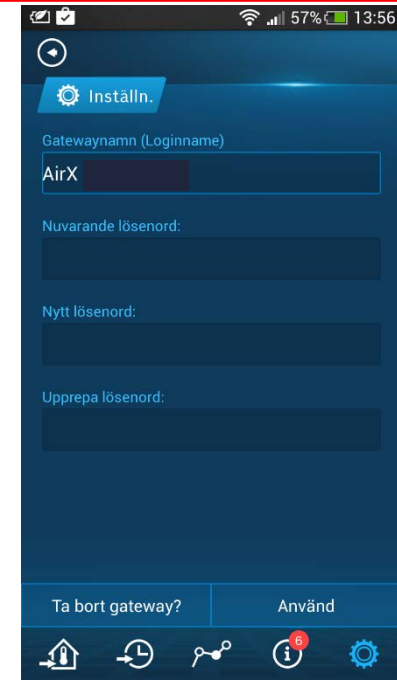 57% 13:56
Inställn.
Gatewaynamn (Loginname)
AirX
Nuvarande lösenord:
Nytt lösenord:
Upprepa lösenord:
Ta bort gateway? Använd
6